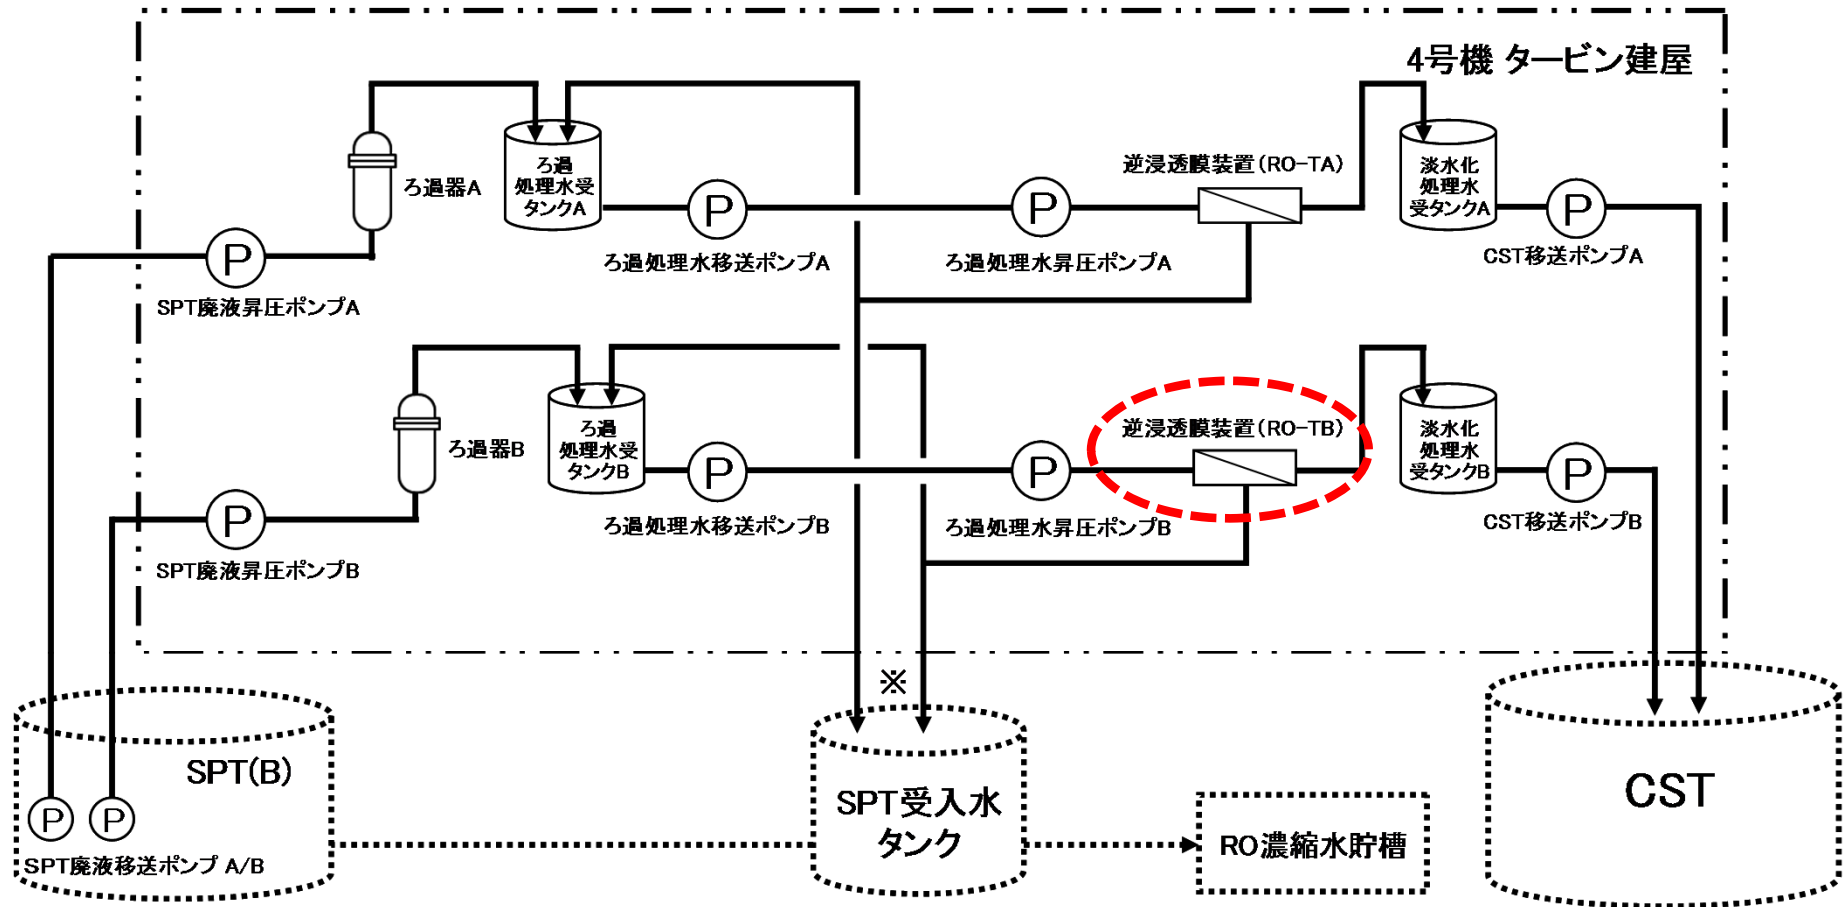 4号機 タービン建屋
ろ過器A
ろ過
処理水受
タンクA
逆浸透膜装置(RO-TA)
淡水化
処理水
受タンクA
P
P
P
P
SPT廃液昇圧ポンプA
ろ過処理水移送ポンプA
ろ過処理水昇圧ポンプA
CST移送ポンプA
ろ過器B
ろ過
処理水受
タンクB
逆浸透膜装置(RO-TB)
淡水化
処理水
受タンクB
P
P
P
P
SPT廃液昇圧ポンプB
ろ過処理水移送ポンプB
ろ過処理水昇圧ポンプB
CST移送ポンプB
※
SPT(B)
P
P
SPT廃液移送ポンプ A/B
SPT受入水
タンク
RO濃縮水貯槽
CST